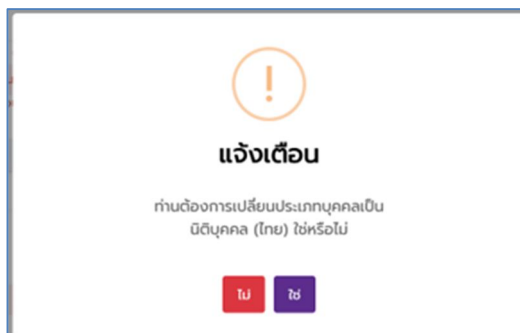 แจ้งเตือน
ท่านต้องการเปลี่ยนประเภทบุคคลเป็น
นิติบุคคล (ไทย) ใช่หรือไม่
ไม่ ใช่